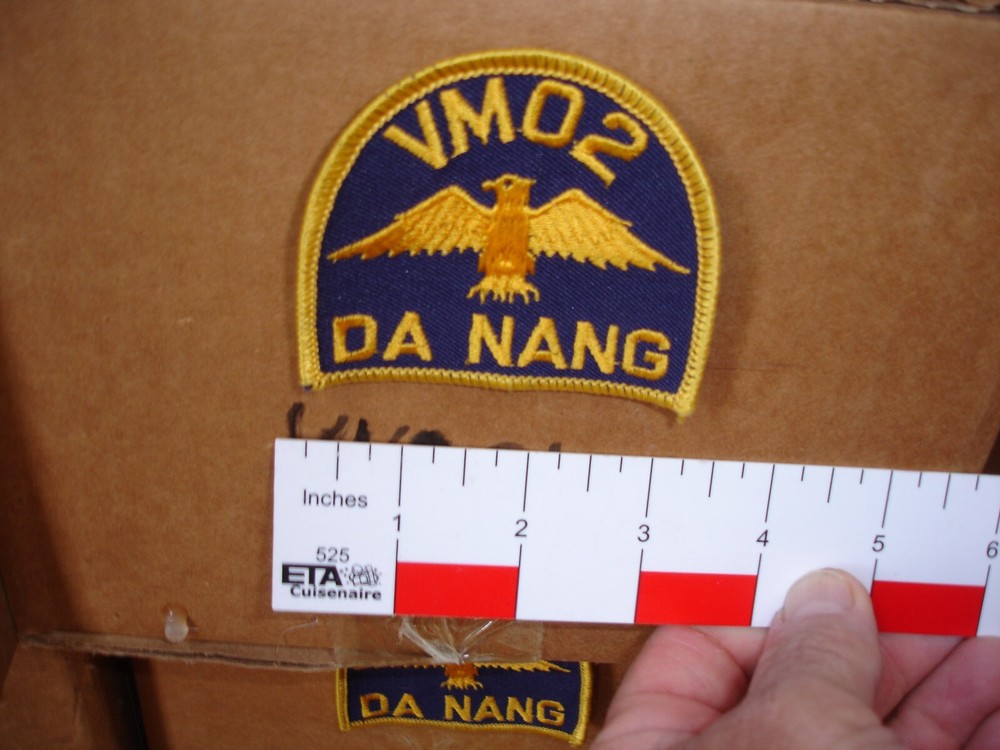 VMO2
DA NANG
Inches
1 2 3 4 5 6
525
ETA
Cuisenaire
DA NANG